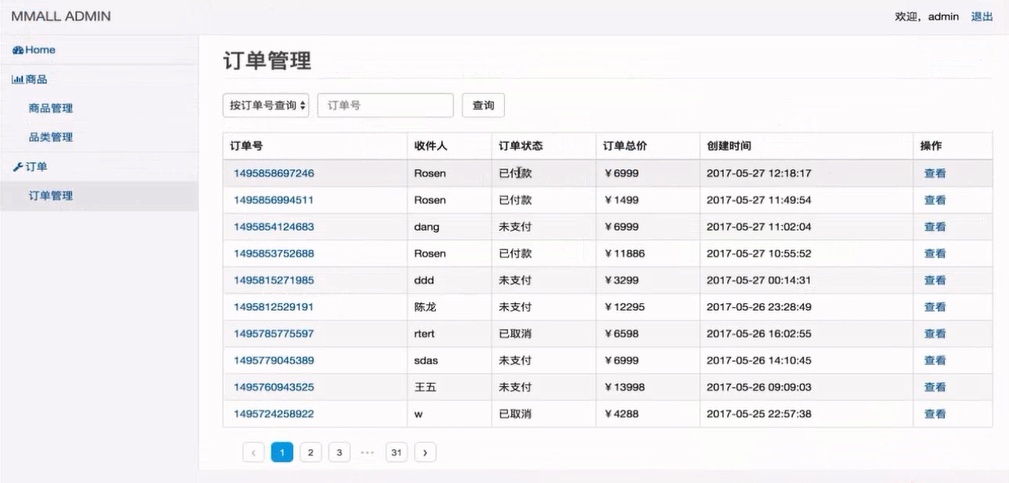 MMALL ADMIN 欢迎，admin 退出
Home
商品
商品管理
品类管理
订单
订单管理
订单管理
按订单号查询 订单号 查询
订单号 收件人 订单状态 订单总价 创建时间 操作
1495858697246 Rosen 已付款 ￥6999 2017-05-27 12:18:17 查看
1495856994511 Rosen 已付款 ￥1499 2017-05-27 11:49:54 查看
1495854124683 dang 未支付 ￥6999 2017-05-27 11:02:04 查看
1495853752688 Rosen 已付款 ￥11886 2017-05-27 10:55:52 查看
1495815271985 ddd 未支付 ￥3299 2017-05-27 00:14:31 查看
1495812529191 陈龙 未支付 ￥12295 2017-05-26 23:28:49 查看
1495785775597 rtert 已取消 ￥6598 2017-05-26 16:02:55 查看
1495779045389 sdas 未支付 ￥6999 2017-05-26 14:10:45 查看
1495760943525 王五 未支付 ￥13998 2017-05-26 09:09:03 查看
1495724258922 w 已取消 ￥4288 2017-05-25 22:57:38 查看
‹ 1 2 3 ••• 31 ›